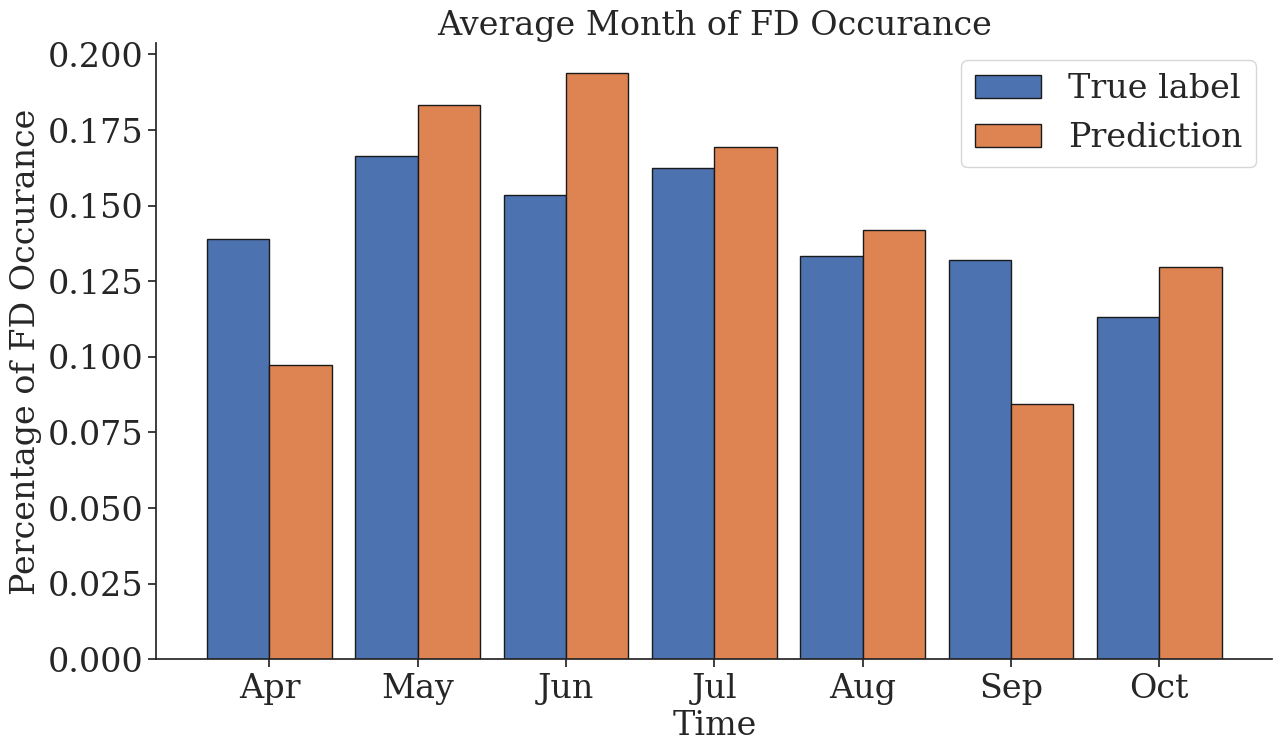 Average Month of FD Occurance
True label
Prediction
Percentage of FD Occurance
0.200
0.175
0.150
0.125
0.100
0.075
0.050
0.025
0.000
Apr May Jun Jul Aug Sep Oct
Time